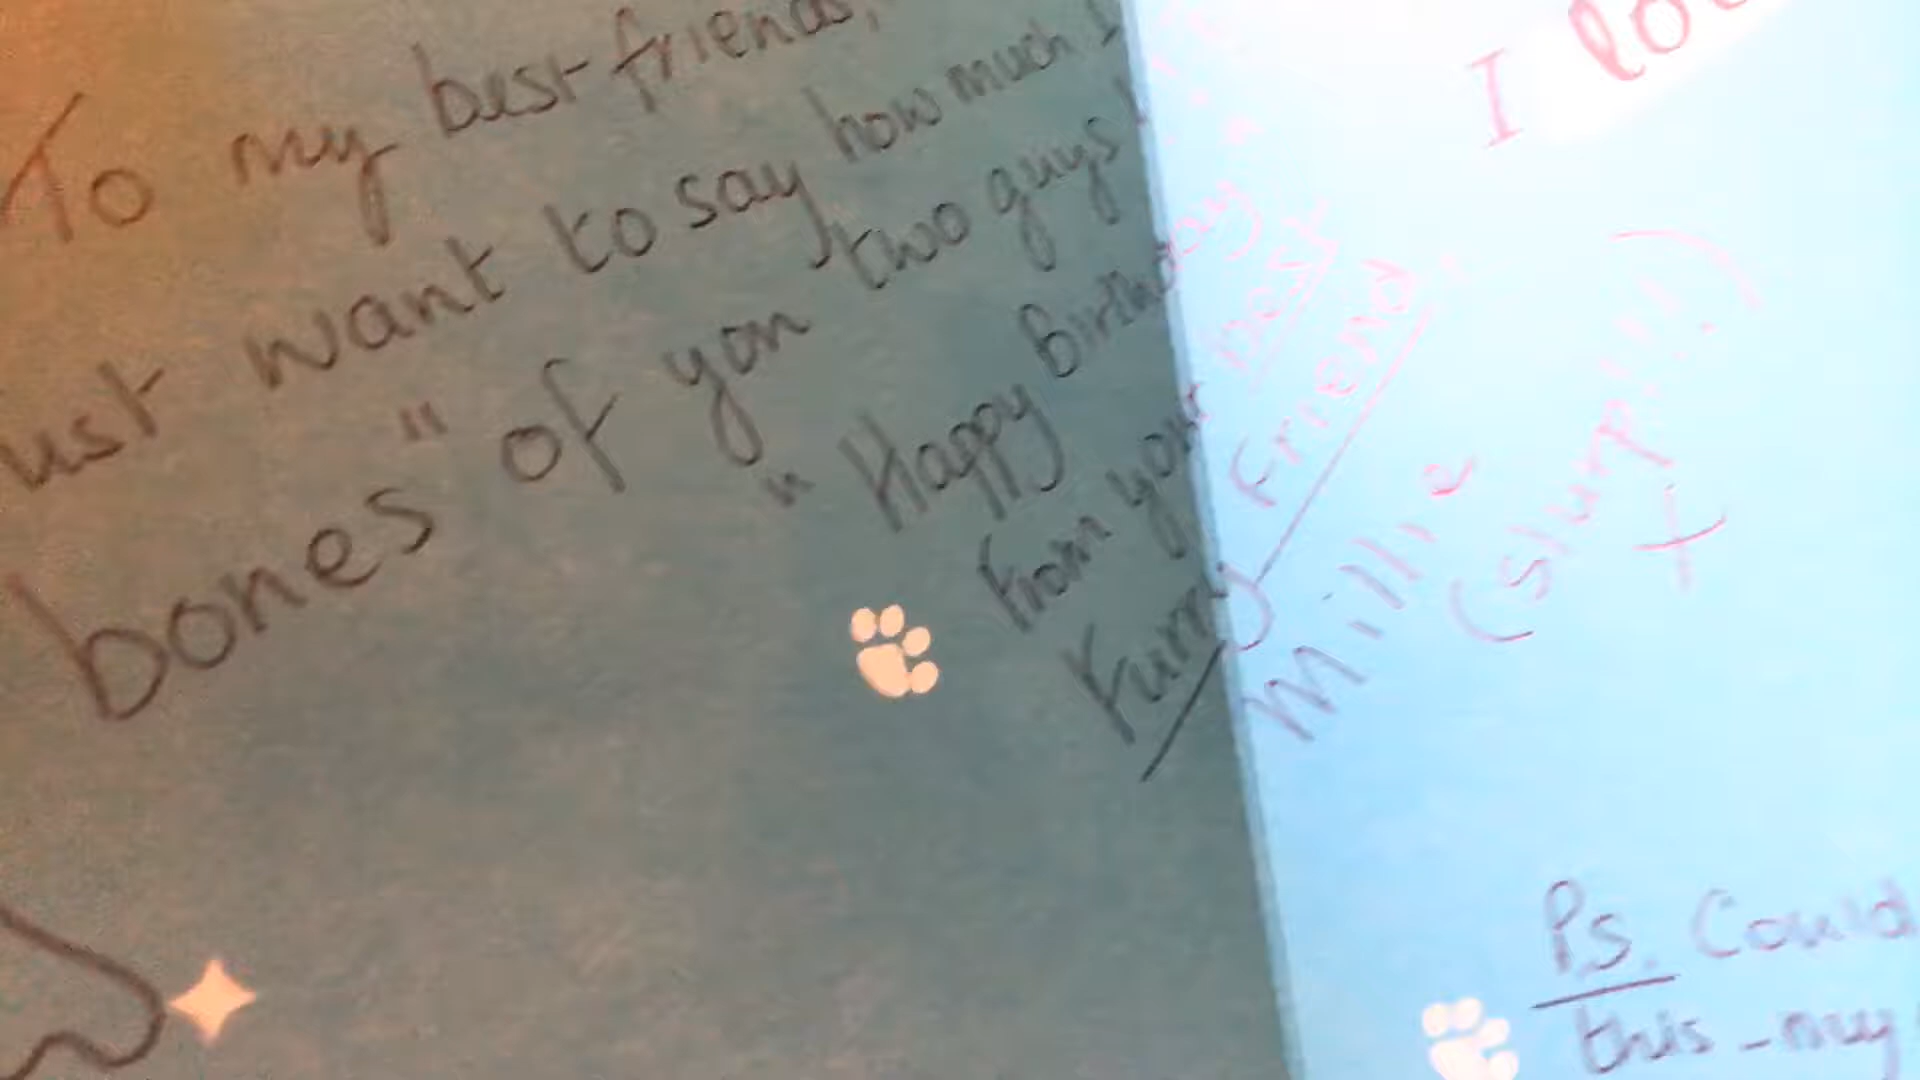 To my best friends,
ust want to say how much I
bones" of you two guys!
"Happy Birthday
From your best
Furry Friend
Millie
(slurp!!!)
x
I lo
P.s. Could
this - my